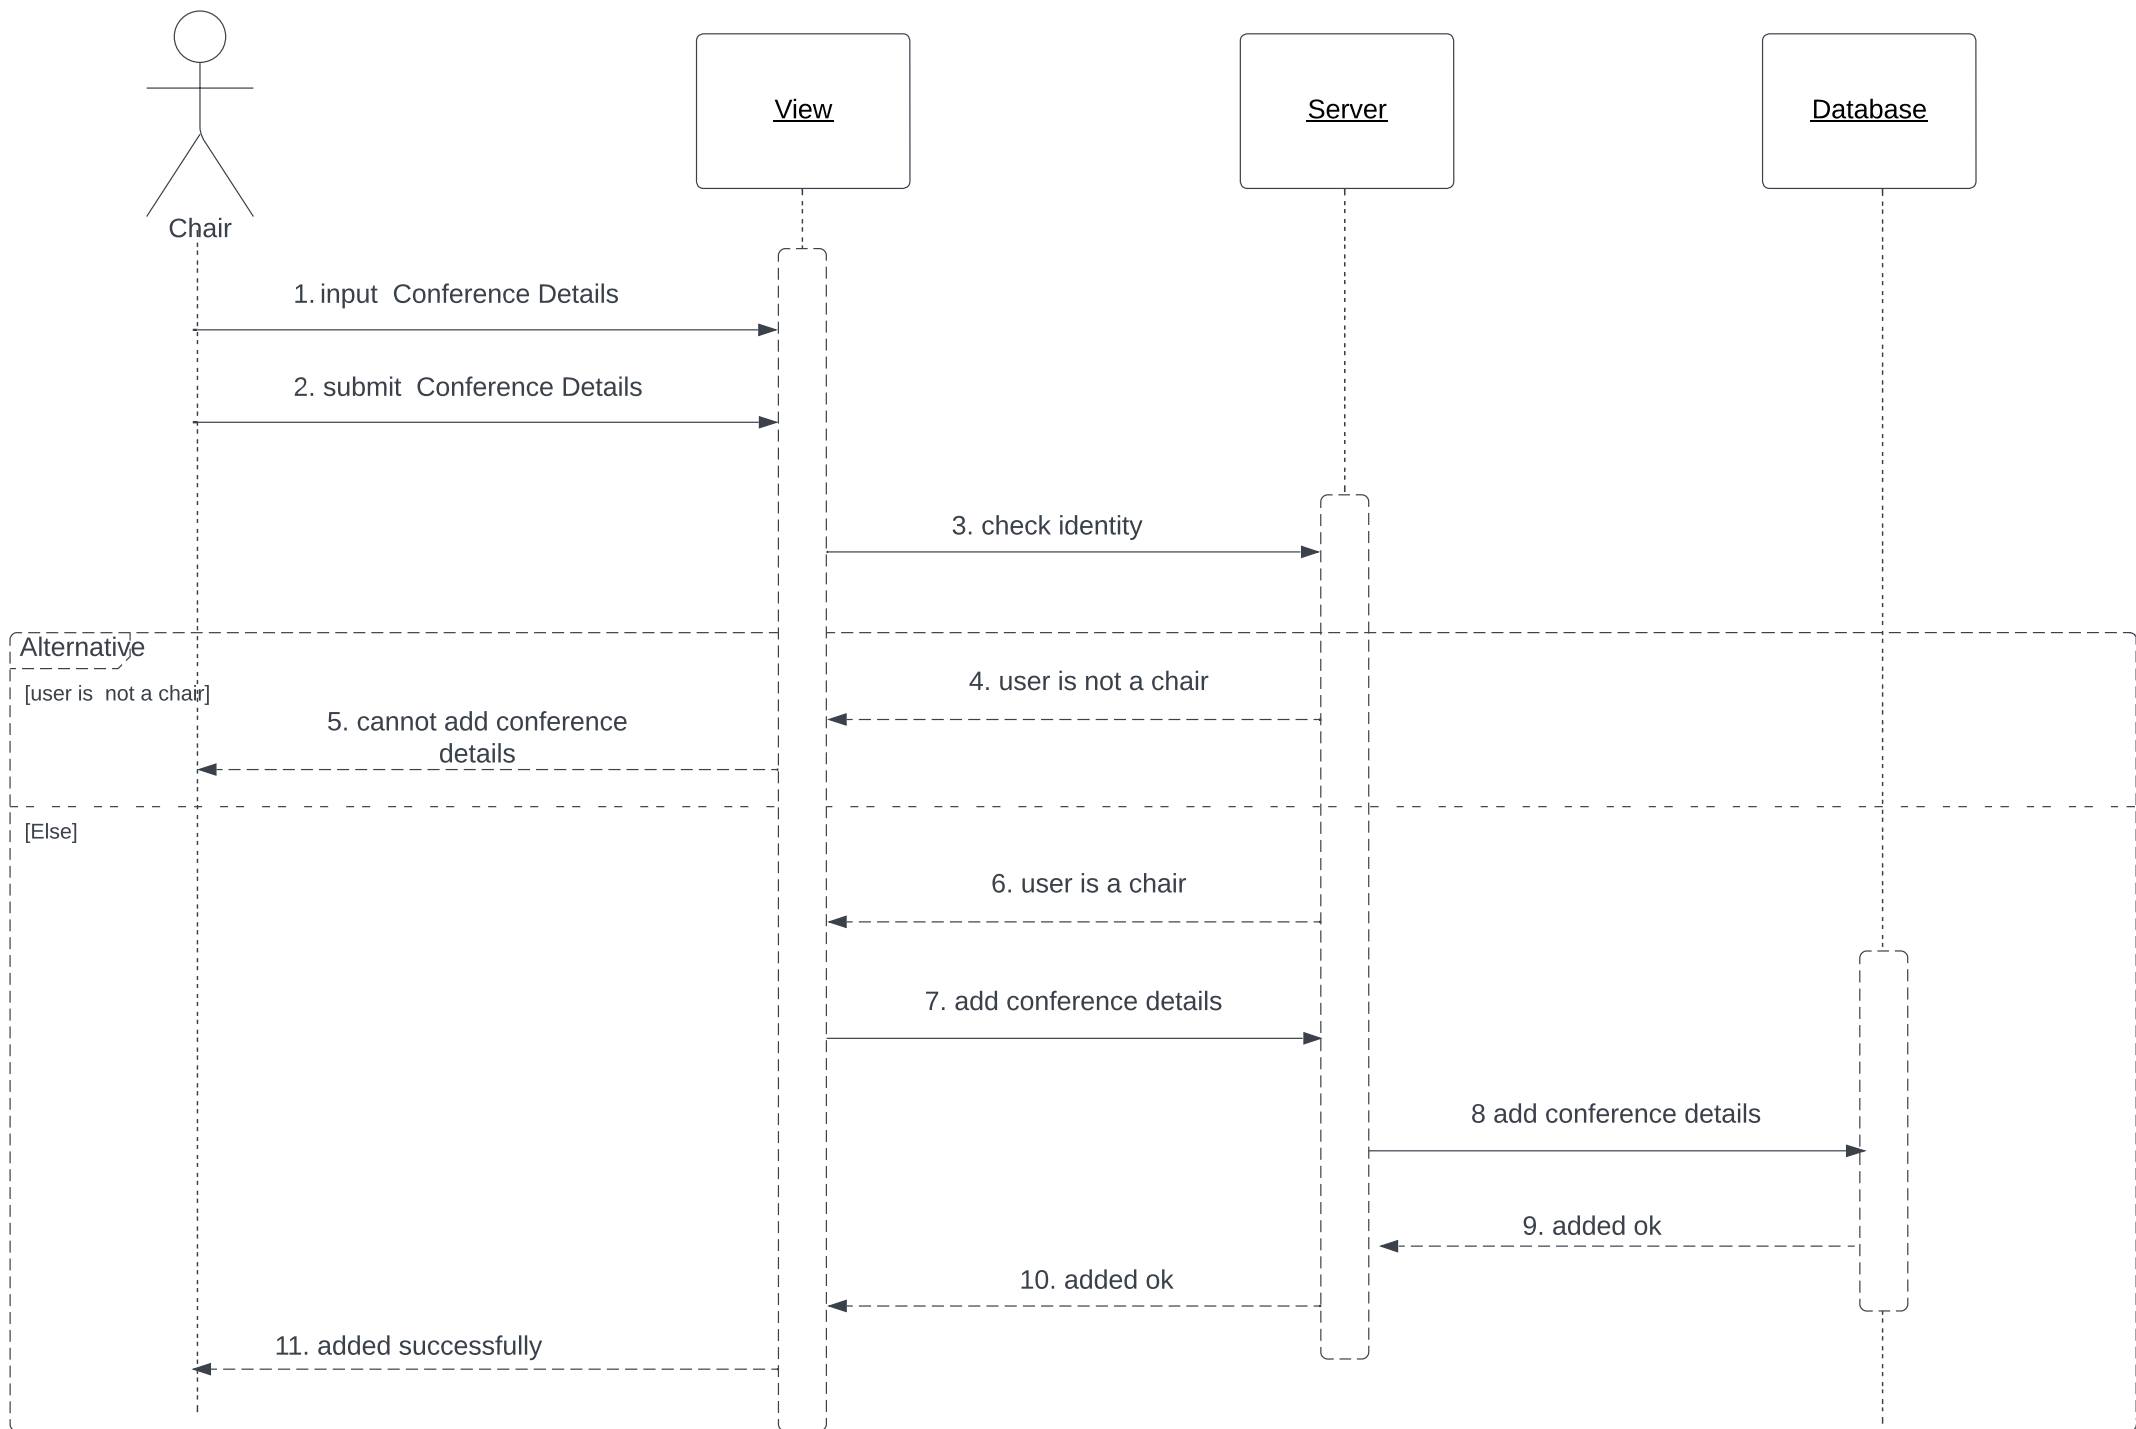 View
Server
Database
Chair
1. input  Conference Details
2. submit  Conference Details
3. check identity
Alternative
[user is  not a chair]
4. user is not a chair
5. cannot add conference
details
[Else]
6. user is a chair
7. add conference details
8 add conference details
9. added ok
10. added ok
11. added successfully